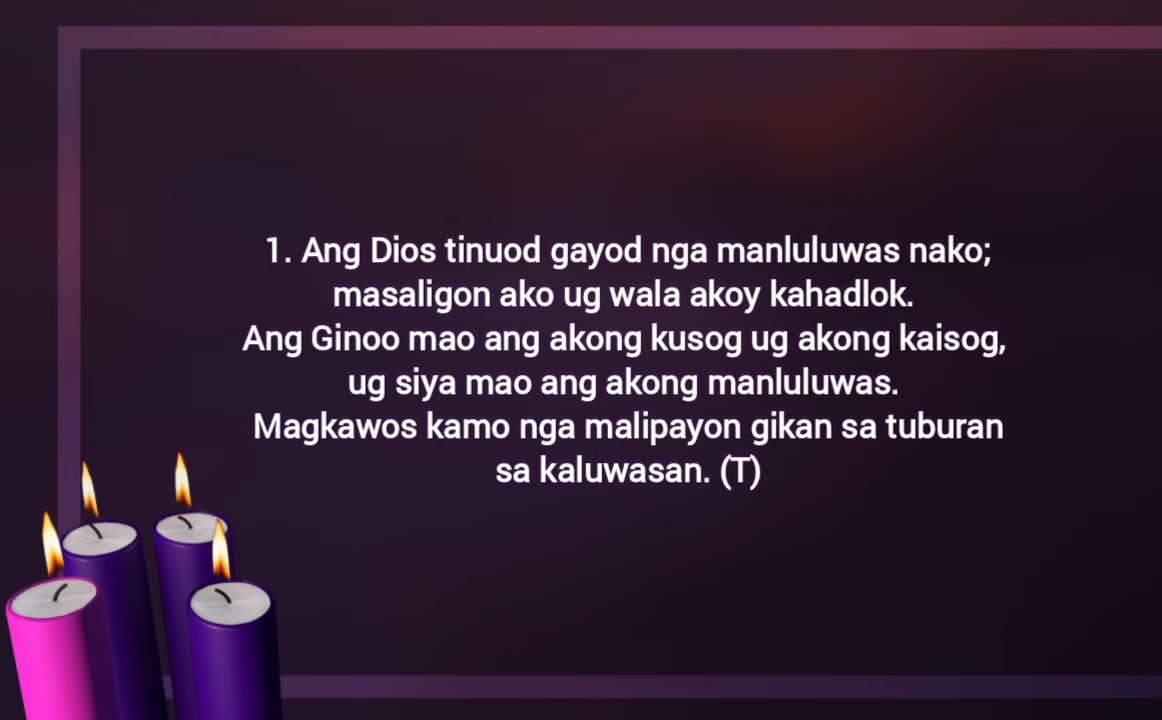 1. Ang Dios tinuod gayod nga manluluwas nako;
masaligon ako ug wala akoy kahadlok.
Ang Ginoo mao ang akong kusog ug akong kaisog,
ug siya mao ang akong manluluwas.
Magkawos kamo nga malipayon gikan sa tuburan
sa kaluwasan. (T)